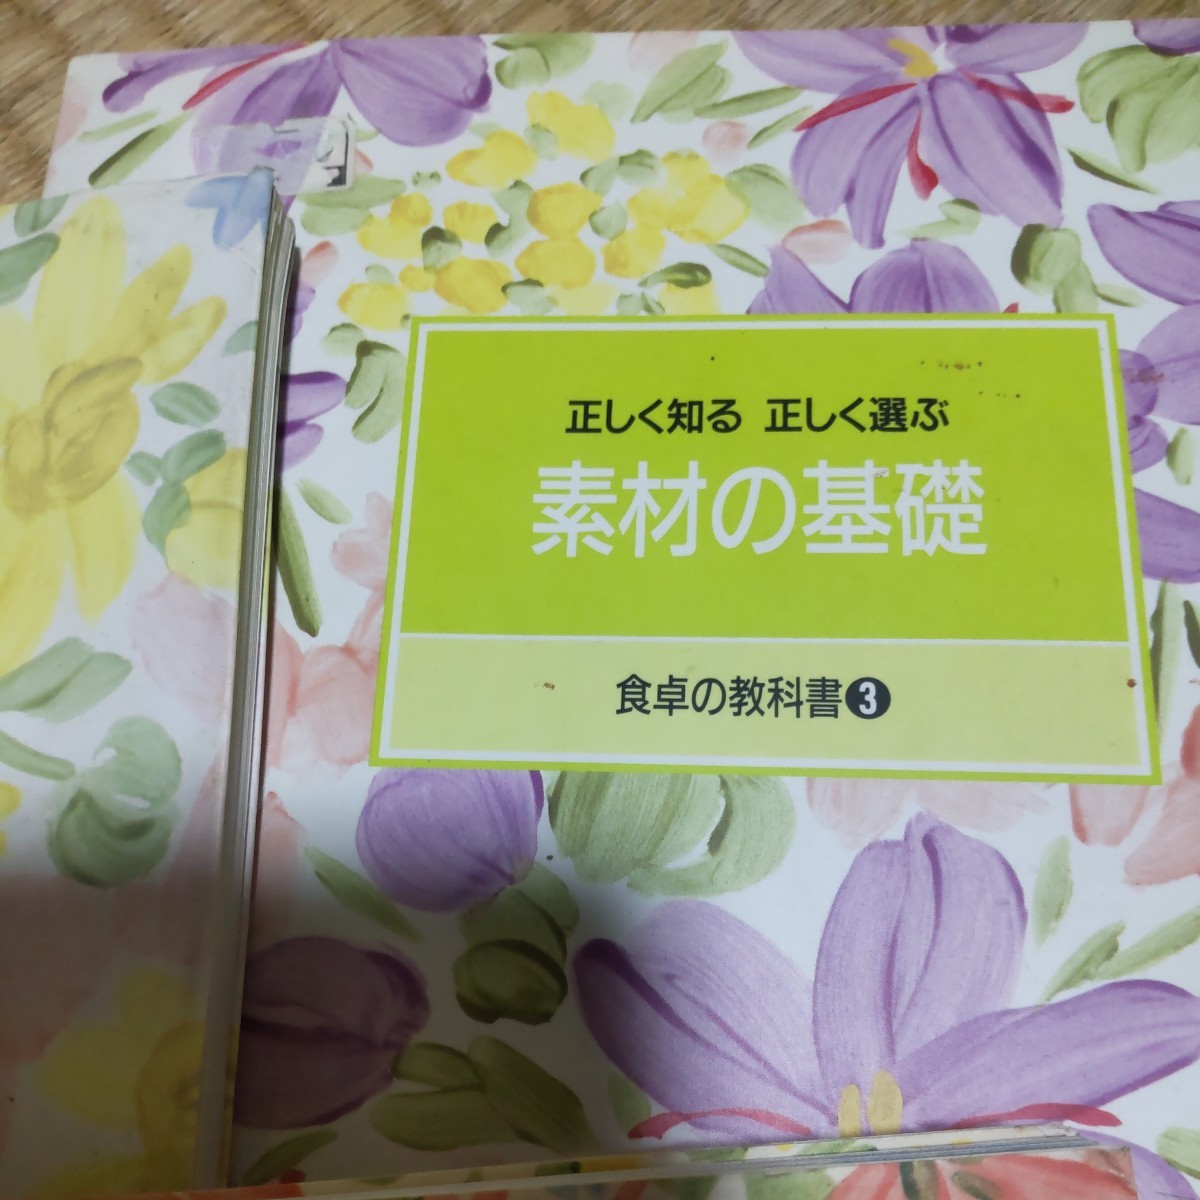 正しく知る 正しく選ぶ
素材の基礎
食卓の教科書❸